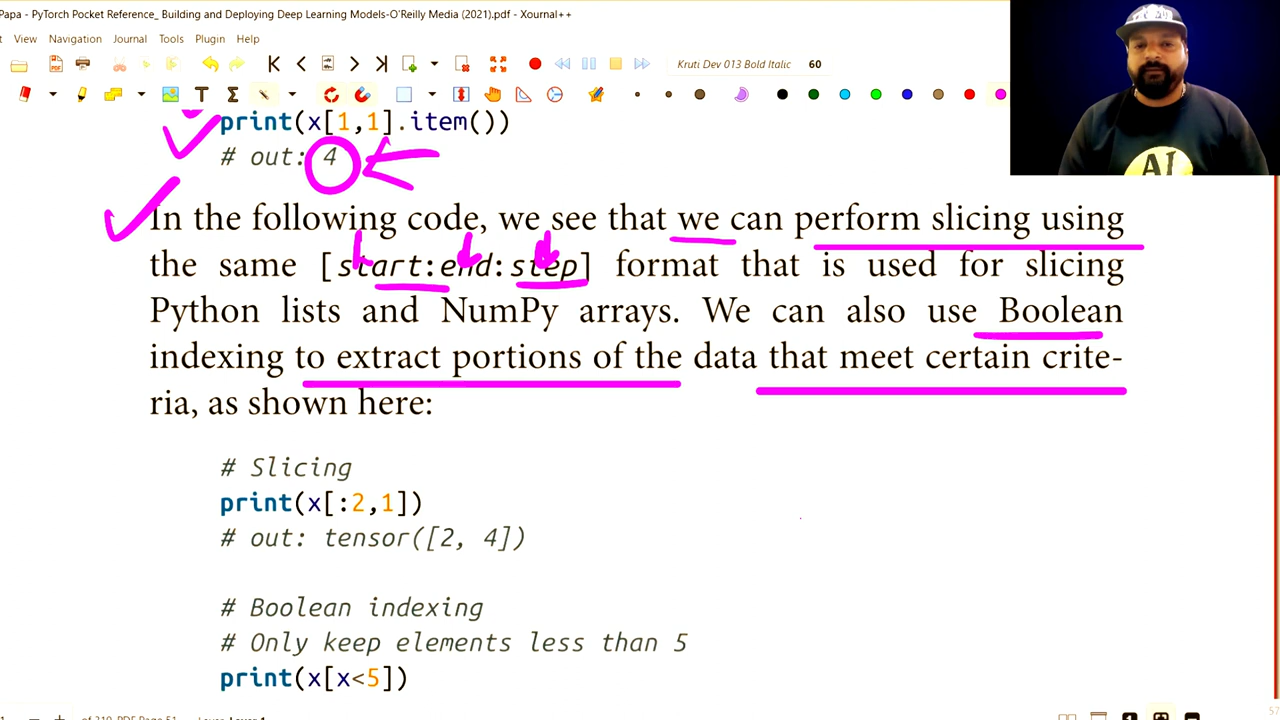 Papa - PyTorch Pocket Reference_ Building and Deploying Deep Learning Models-O'Reilly Media (2021).pdf - Xournal++
View Navigation Journal Tools Plugin Help
Kruti Dev 013 Bold Italic 60
print(x[1,1].item())
# out: 4
In the following code, we see that we can perform slicing using
the same [start:end:step] format that is used for slicing
Python lists and NumPy arrays. We can also use Boolean
indexing to extract portions of the data that meet certain crite-
ria, as shown here:
# Slicing
print(x[:2,1])
# out: tensor([2, 4])
# Boolean indexing
# Only keep elements less than 5
print(x[x<5])
AI